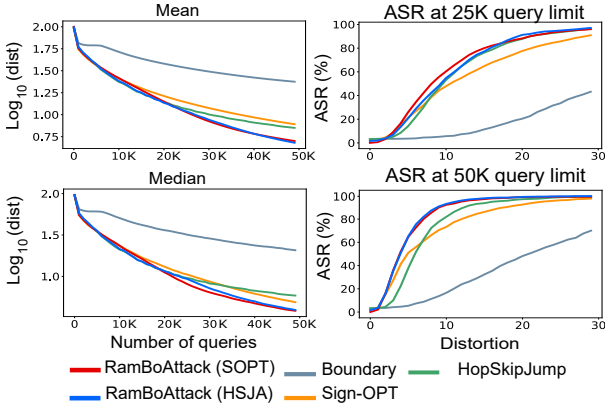 Mean
ASR at 25K query limit
Log10 (dist)
2.00
1.75
1.50
1.25
1.00
0.75
0 10K 20K 30K 40K 50K
ASR (%)
100
80
60
40
20
0
0 10 20 30
Median
ASR at 50K query limit
Log10 (dist)
2.0
1.5
1.0
0 10K 20K 30K 40K 50K
Number of queries
ASR (%)
100
80
60
40
20
0
0 10 20 30
Distortion
RamBoAttack (SOPT) Boundary HopSkipJump
RamBoAttack (HSJA) Sign-OPT